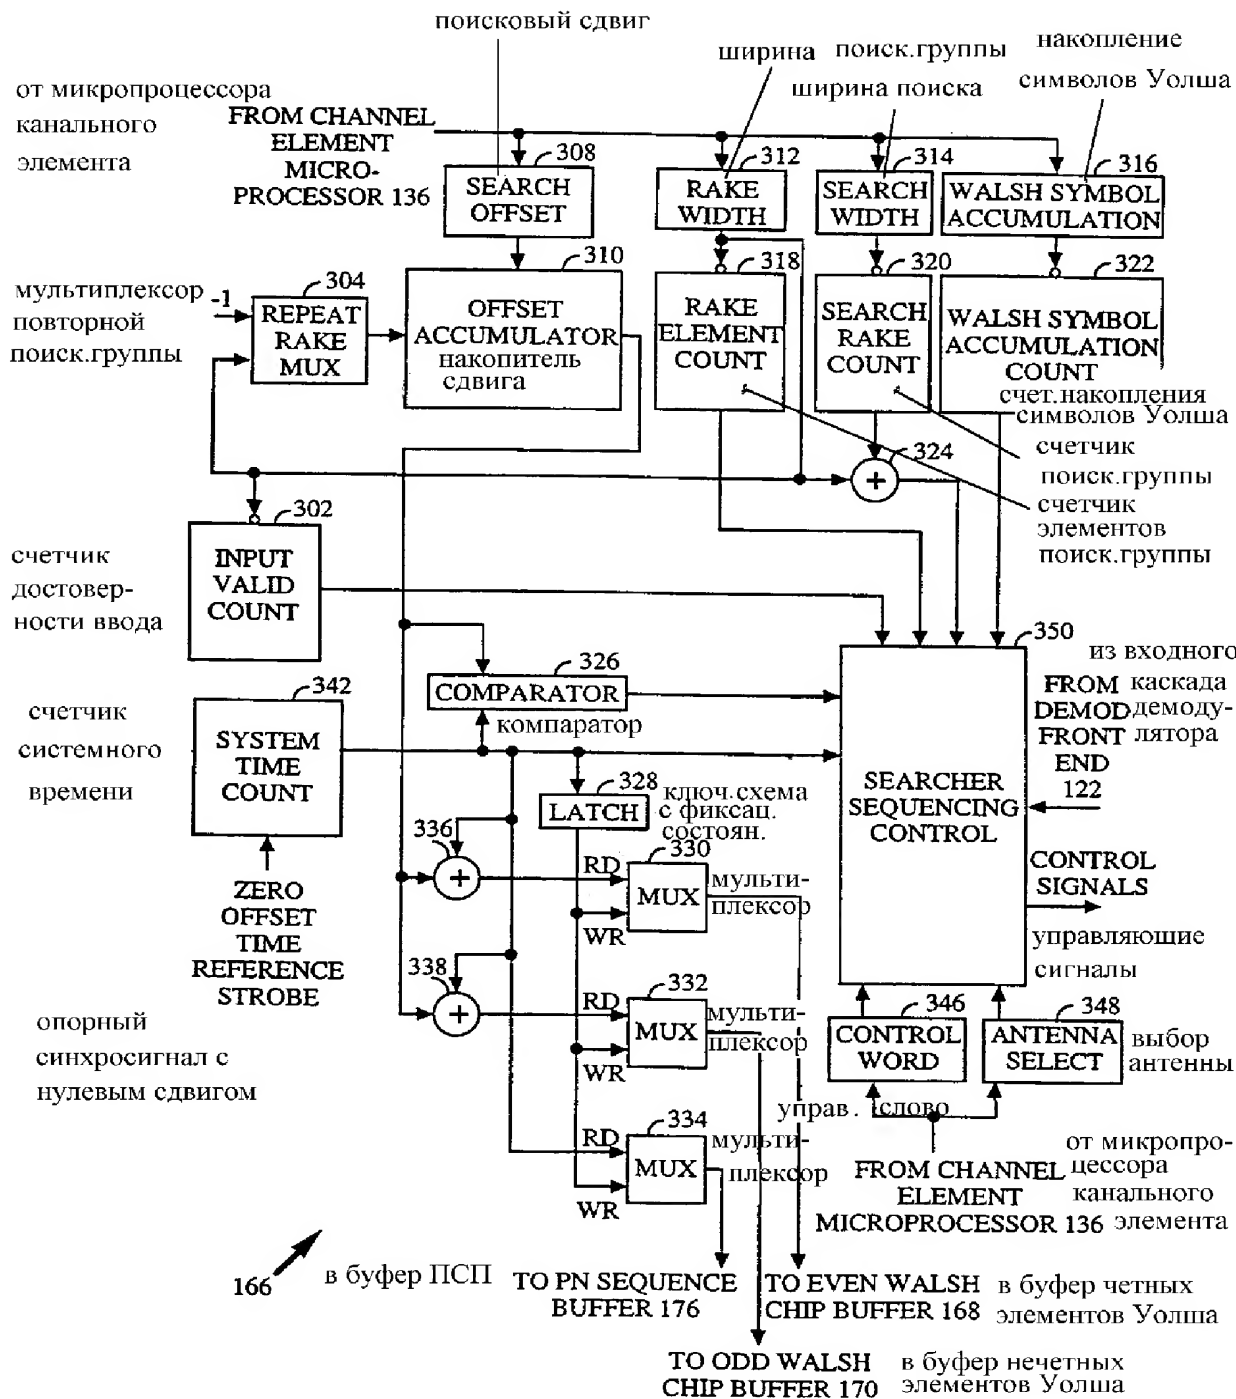 поисковый сдвиг
ширина поиск.группы
накопление
символов Уолша
ширина поиска
от микропроцессора
канального
элемента
FROM CHANNEL
ELEMENT
MICRO-
PROCESSOR 136
308
SEARCH
OFFSET
312
RAKE
WIDTH
314
SEARCH
WIDTH
316
WALSH SYMBOL
ACCUMULATION
мультиплексор
повторной
поиск.группы
-1
304
REPEAT
RAKE
MUX
310
OFFSET
ACCUMULATOR
накопитель
сдвига
318
RAKE
ELEMENT
COUNT
320
SEARCH
RAKE
COUNT
322
WALSH SYMBOL
ACCUMULATION
COUNT
счет.накопления
символов Уолша
324
+
счетчик
поиск.группы
счетчик
элементов
поиск.группы
302
INPUT
VALID
COUNT
счетчик
достовер-
ности ввода
342
SYSTEM
TIME
COUNT
счетчик
системного
времени
326
COMPARATOR
компаратор
328
LATCH
ключ.схема
с фиксац.
состоян.
350
SEARCHER
SEQUENCING
CONTROL
из входного
каскада
демоду-
лятора
FROM
DEMOD
FRONT
END
122
CONTROL
SIGNALS
управляющие
сигналы
336
+
RD
WR
330
MUX
мульти-
плексор
ZERO
OFFSET
TIME
REFERENCE
STROBE
338
+
RD
WR
332
MUX
мульти-
плексор
опорный
синхросигнал с
нулевым сдвигом
RD
WR
334
MUX
мульти-
плексор
346
CONTROL
WORD
348
ANTENNA
SELECT
выбор
антенны
управ. слово
FROM CHANNEL
ELEMENT
MICROPROCESSOR 136
от микропро-
цессора
канального
элемента
166
в буфер ПСП
TO PN SEQUENCE
BUFFER 176
TO EVEN WALSH
CHIP BUFFER 168
в буфер четных
элементов Уолша
TO ODD WALSH
CHIP BUFFER 170
в буфер нечетных
элементов Уолша